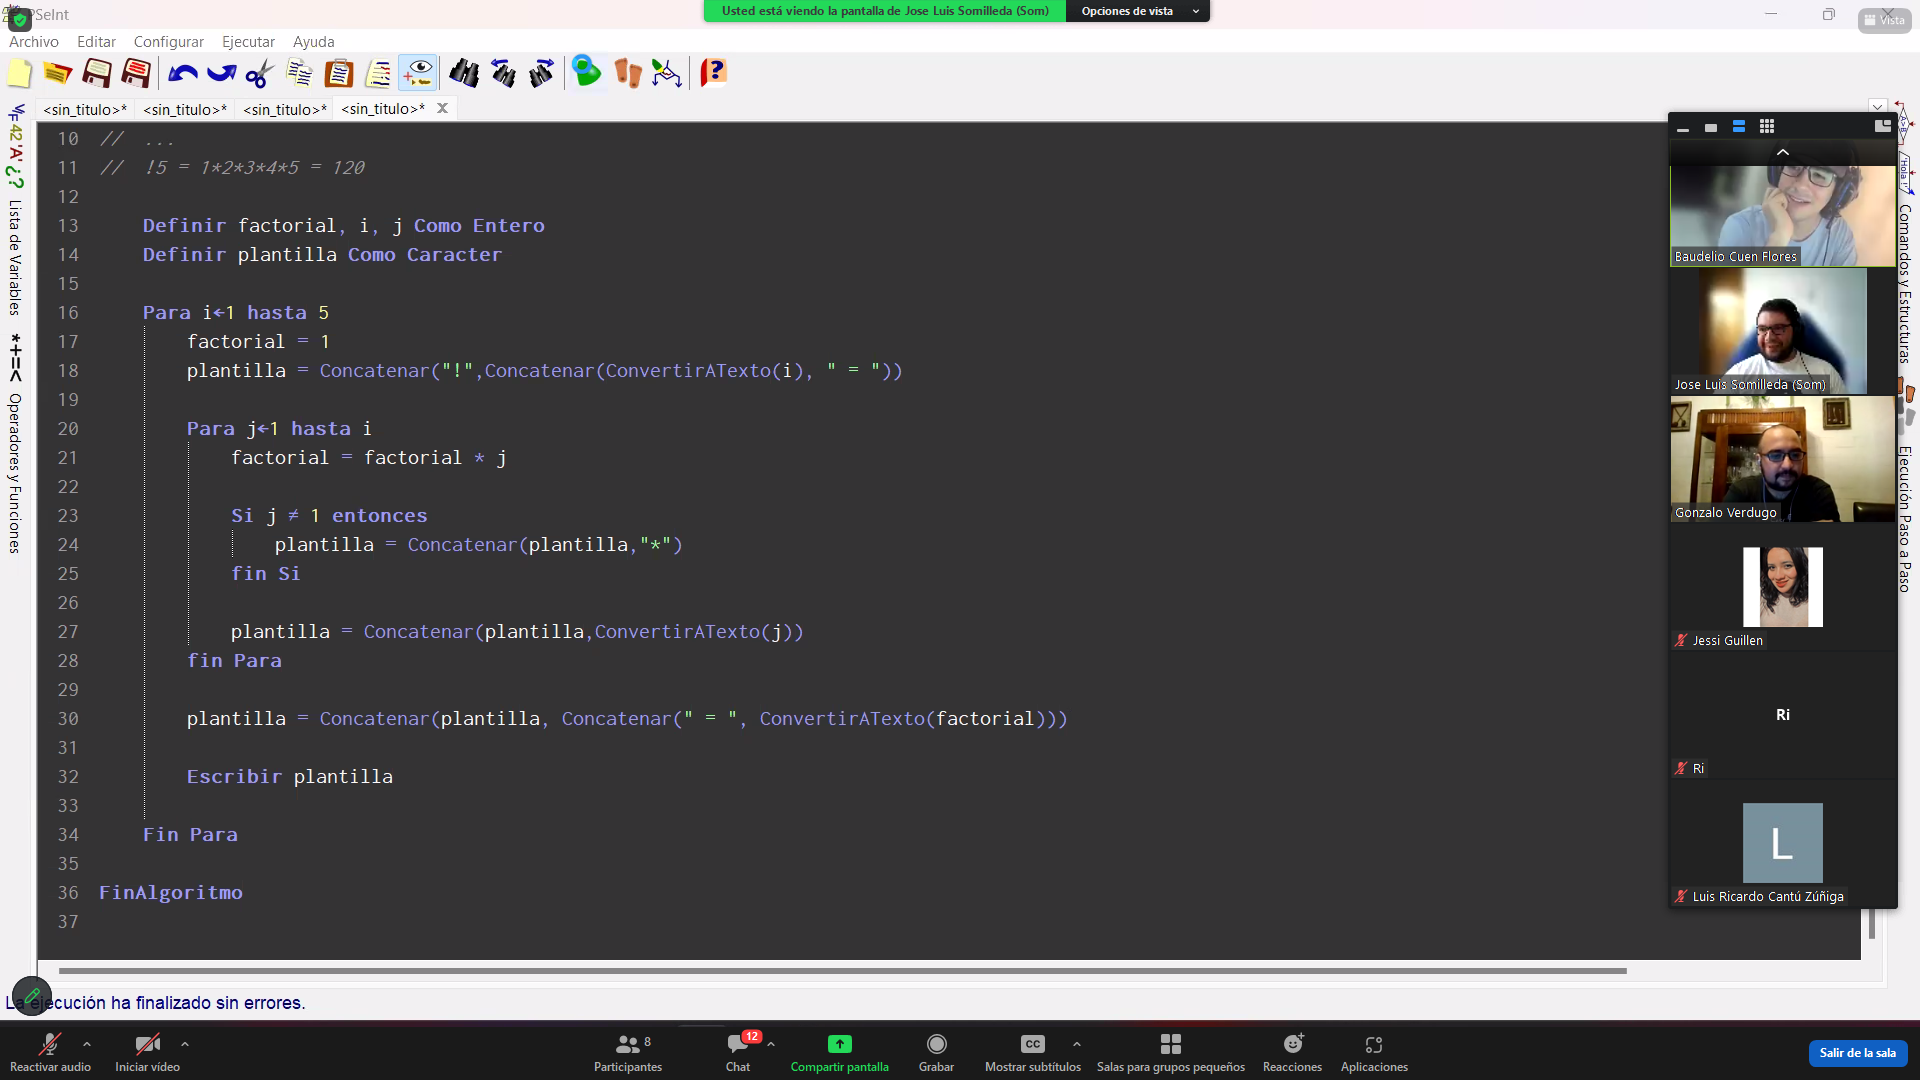 PSeInt
Usted está viendo la pantalla de Jose Luis Somilleda (Som)
Opciones de vista
Vista
Archivo Editar Configurar Ejecutar Ayuda
<sin_titulo>* <sin_titulo>* <sin_titulo>* <sin_titulo>* X
10 // ...
11 // !5 = 1*2*3*4*5 = 120
12
13 Definir factorial, i, j Como Entero
14 Definir plantilla Como Caracter
15
16 Para i←1 hasta 5
17 factorial = 1
18 plantilla = Concatenar("!",Concatenar(ConvertirATexto(i), " = "))
19
20 Para j←1 hasta i
21 factorial = factorial * j
22
23 Si j ≠ 1 entonces
24 plantilla = Concatenar(plantilla,"*")
25 fin Si
26
27 plantilla = Concatenar(plantilla,ConvertirATexto(j))
28 fin Para
29
30 plantilla = Concatenar(plantilla, Concatenar(" = ", ConvertirATexto(factorial)))
31
32 Escribir plantilla
33
34 Fin Para
35
36 FinAlgoritmo
37
42 'A' ¿?
Lista de Variables
*+=<
Operadores y Funciones
A>B
'Hola !'
Comandos y Estructuras
Ejecución Paso a Paso
Baudelio Cuen Flores
Jose Luis Somilleda (Som)
Gonzalo Verdugo
Jessi Guillen
Ri
Ri
L
Luis Ricardo Cantú Zúñiga
La ejecución ha finalizado sin errores.
8
12
CC
Reactivar audio
Iniciar vídeo
Participantes
Chat
Compartir pantalla
Grabar
Mostrar subtítulos
Salas para grupos pequeños
Reacciones
Aplicaciones
Salir de la sala